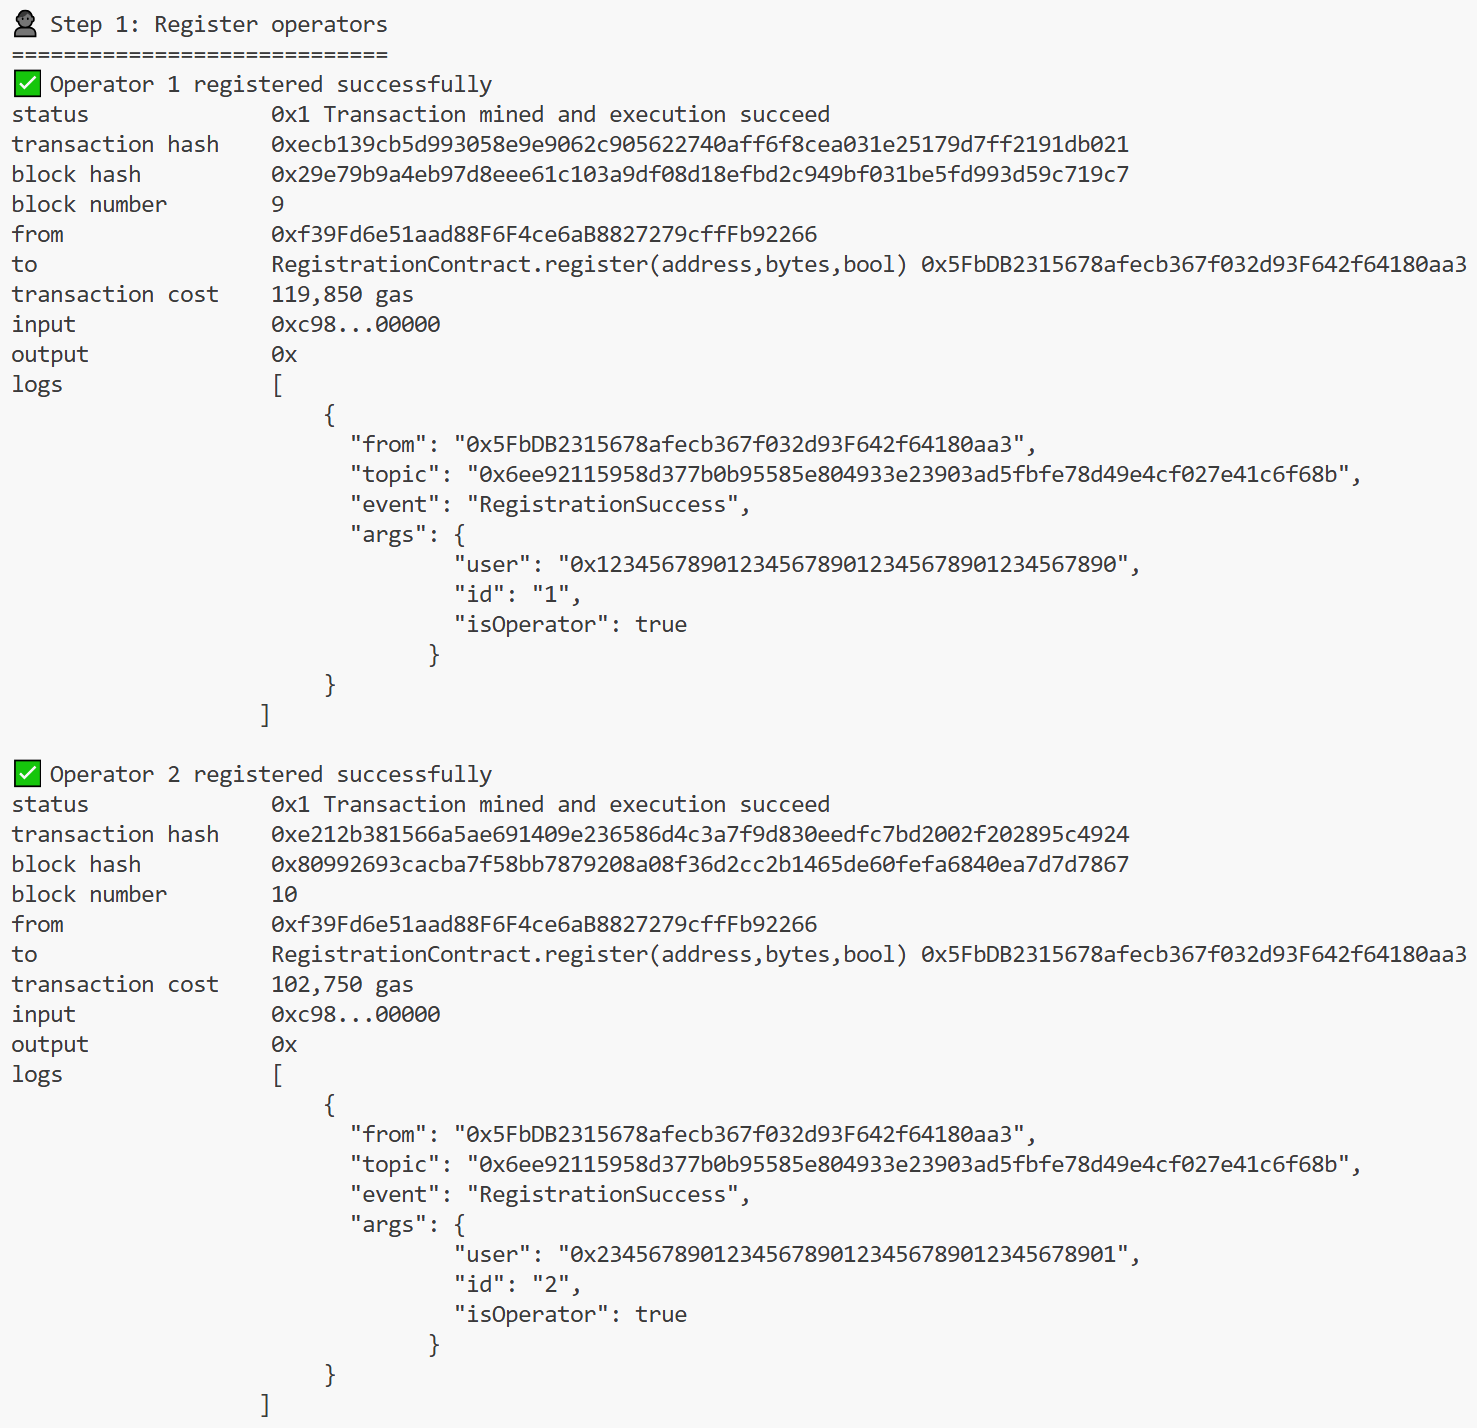 Step 1: Register operators
=============================
Operator 1 registered successfully
status 0x1 Transaction mined and execution succeed
transaction hash 0xecb139cb5d993058e9e9062c905622740aff6f8cea031e25179d7ff2191db021
block hash 0x29e79b9a4eb97d8eee61c103a9df08d18efbd2c949bf031be5fd993d59c719c7
block number 9
from 0xf39Fd6e51aad88F6F4ce6aB8827279cffFb92266
to RegistrationContract.register(address,bytes,bool) 0x5FbDB2315678afecb367f032d93F642f64180aa3
transaction cost 119,850 gas
input 0xc98...00000
output 0x
logs [
{
"from": "0x5FbDB2315678afecb367f032d93F642f64180aa3",
"topic": "0x6ee92115958d377b0b95585e804933e23903ad5fbfe78d49e4cf027e41c6f68b",
"event": "RegistrationSuccess",
"args": {
"user": "0x1234567890123456789012345678901234567890",
"id": "1",
"isOperator": true
}
}
]
Operator 2 registered successfully
status 0x1 Transaction mined and execution succeed
transaction hash 0xe212b381566a5ae691409e236586d4c3a7f9d830eedfc7bd2002f202895c4924
block hash 0x80992693cacba7f58bb7879208a08f36d2cc2b1465de60fefa6840ea7d7d7867
block number 10
from 0xf39Fd6e51aad88F6F4ce6aB8827279cffFb92266
to RegistrationContract.register(address,bytes,bool) 0x5FbDB2315678afecb367f032d93F642f64180aa3
transaction cost 102,750 gas
input 0xc98...00000
output 0x
logs [
{
"from": "0x5FbDB2315678afecb367f032d93F642f64180aa3",
"topic": "0x6ee92115958d377b0b95585e804933e23903ad5fbfe78d49e4cf027e41c6f68b",
"event": "RegistrationSuccess",
"args": {
"user": "0x2345678901234567890123456789012345678901",
"id": "2",
"isOperator": true
}
}
]